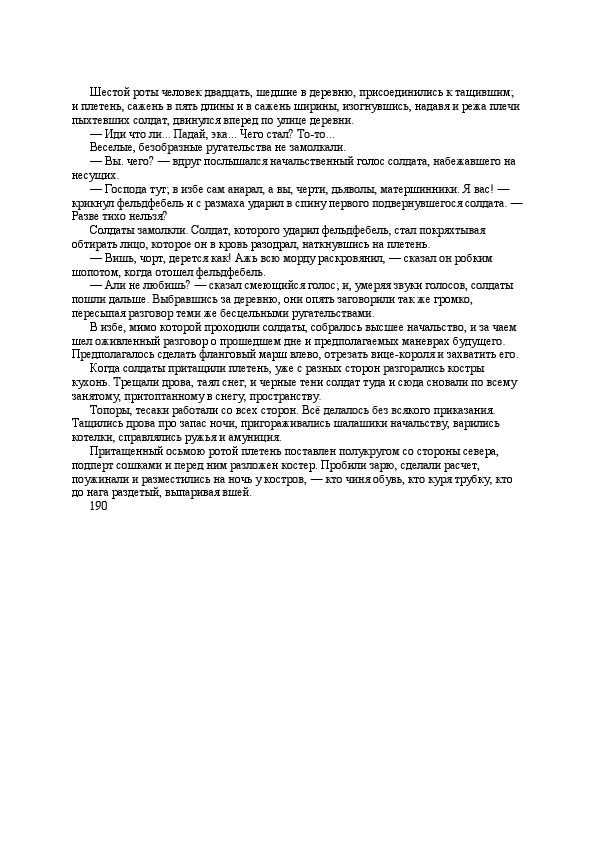 Шестой роты человек двадцать, шедшие в деревню, присоединились к тащившим;
и плетень, сажень в пять длины и в сажень ширины, изогнувшись, надавя и режа плечи
пыхтевших солдат, двинулся вперед по улице деревни.
— Иди что ли... Падай, эка... Чего стал? То-то...
Веселые, безобразные ругательства не замолкали.
— Вы. чего? — вдруг послышался начальственный голос солдата, набежавшего на
несущих.
— Господа тут; в избе сам анарал, а вы, черти, дьяволы, матершинники. Я вас! —
крикнул фельдфебель и с размаха ударил в спину первого подвернувшегося солдата. —
Разве тихо нельзя?
Солдаты замолкли. Солдат, которого ударил фельдфебель, стал покряхтывая
обтирать лицо, которое он в кровь разодрал, наткнувшись на плетень.
— Вишь, чорт, дерется как! Ажь всю морду раскровянил, — сказал он робким
шопотом, когда отошел фельдфебель.
— Али не любишь? — сказал смеющийся голос; и, умеряя звуки голосов, солдаты
пошли дальше. Выбравшись за деревню, они опять заговорили так же громко,
пересыпая разговор теми же бесцельными ругательствами.
В избе, мимо которой проходили солдаты, собралось высшее начальство, и за чаем
шел оживленный разговор о прошедшем дне и предполагаемых маневрах будущего.
Предполагалось сделать фланговый марш влево, отрезать вице-короля и захватить его.
Когда солдаты притащили плетень, уже с разных сторон разгорались костры
кухонь. Трещали дрова, таял снег, и черные тени солдат туда и сюда сновали по всему
занятому, притоптанному в снегу, пространству.
Топоры, тесаки работали со всех сторон. Всё делалось без всякого приказания.
Тащились дрова про запас ночи, пригораживались шалашики начальству, варились
котелки, справлялись ружья и амуниция.
Притащенный осьмою ротой плетень поставлен полукругом со стороны севера,
подперт сошками и перед ним разложен костер. Пробили зарю, сделали расчет,
поужинали и разместились на ночь у костров, — кто чиня обувь, кто куря трубку, кто
до нага раздетый, выпаривая вшей.
190